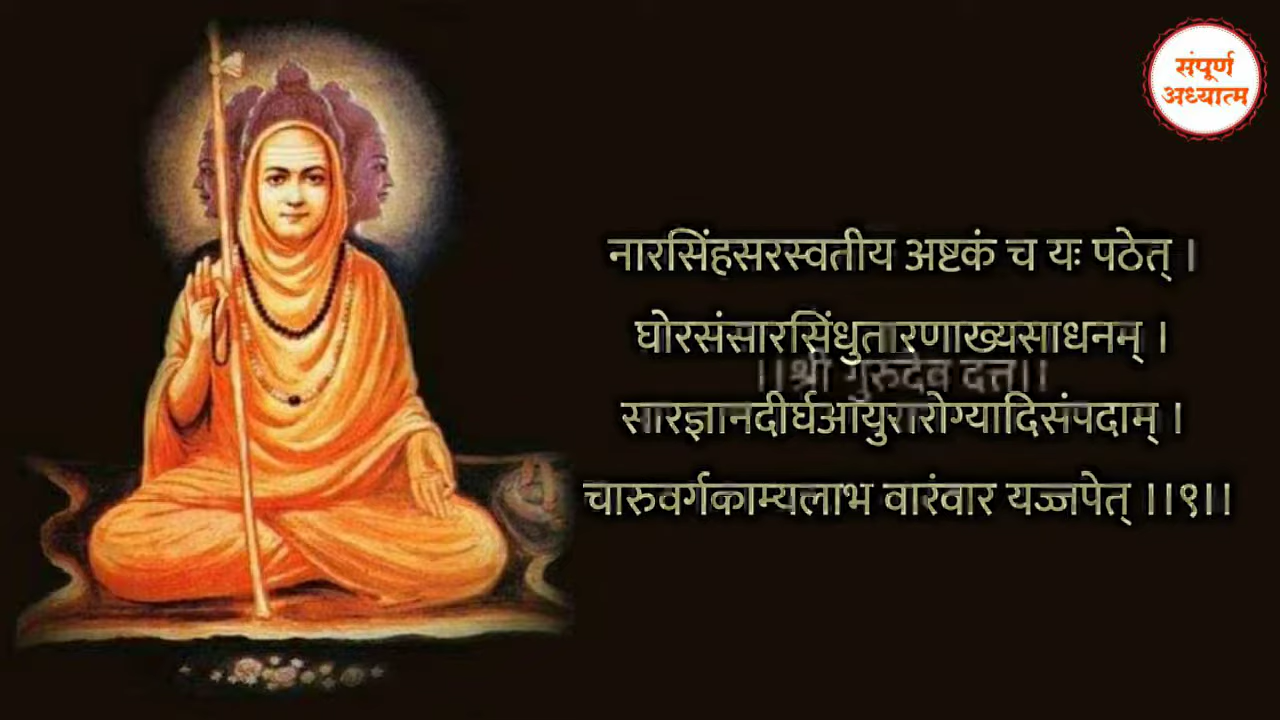 संपूर्ण
अध्यात्म
नारसिंहसरस्वतीय अष्टकं च यः पठेत् ।
घोरसंसारसिंधुतारणाख्यसाधनम् ।
।।श्री गुरुदेव दत्त।।
सारज्ञानदीर्घआयुरारोग्यादिसंपदाम् ।
चारुवर्गकाम्यलाभ वारंवार यज्जपेत् ।।९।।